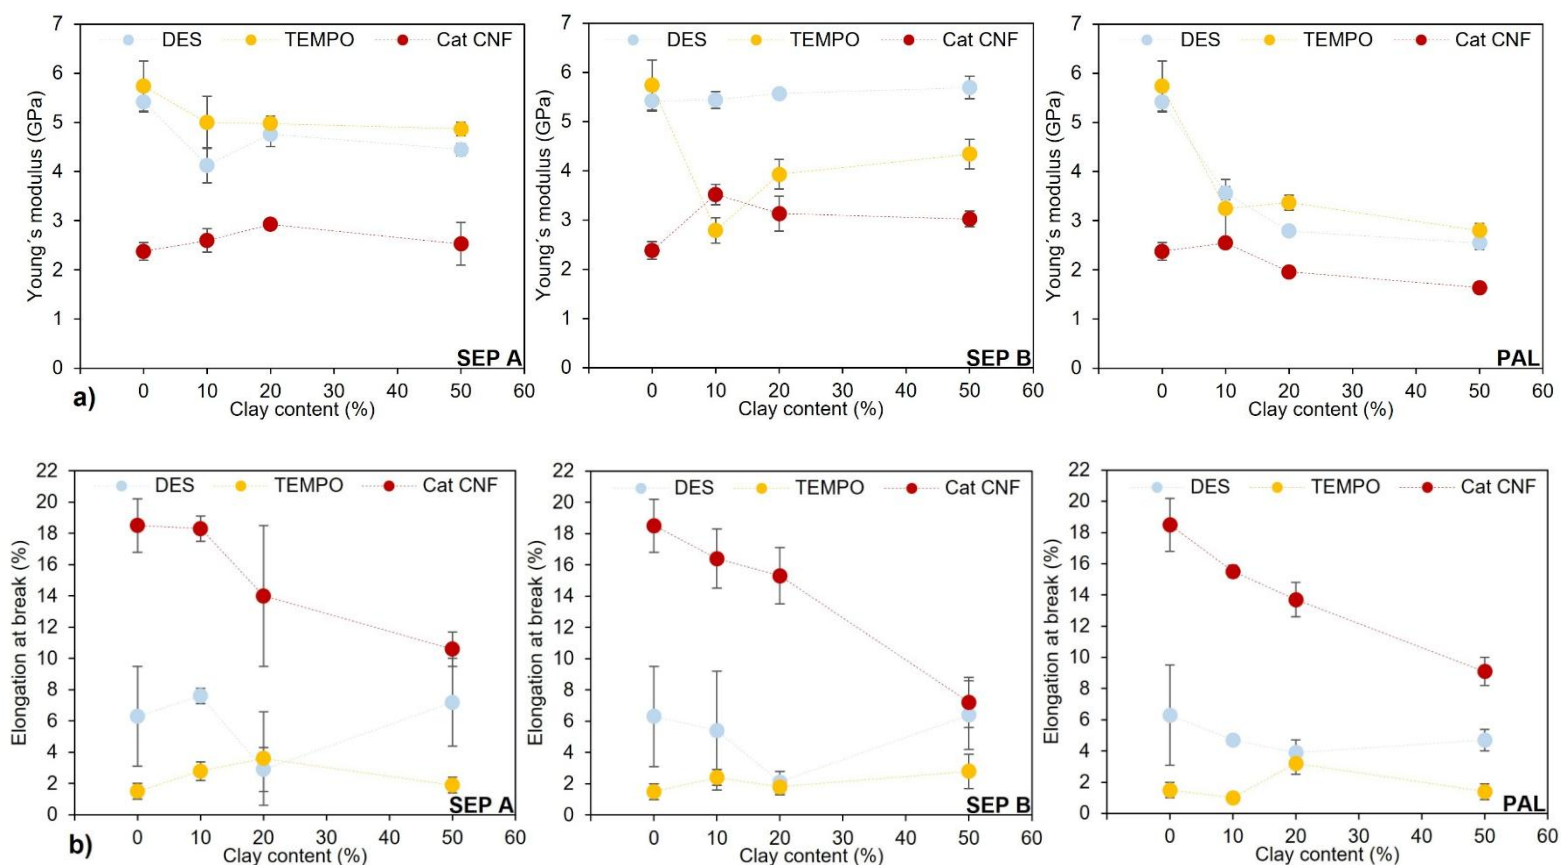 7
6
5
4
3
2
1
0
Young´s modulus (GPa)
DES TEMPO Cat CNF
SEP A
0 10 20 30 40 50 60
Clay content (%)
a)
7
6
5
4
3
2
1
0
Young´s modulus (GPa)
DES TEMPO Cat CNF
SEP B
0 10 20 30 40 50 60
Clay content (%)
7
6
5
4
3
2
1
0
Young´s modulus (GPa)
DES TEMPO Cat CNF
PAL
0 10 20 30 40 50 60
Clay content (%)
22
20
18
16
14
12
10
8
6
4
2
0
Elongation at break (%)
DES TEMPO Cat CNF
SEP A
0 10 20 30 40 50 60
Clay content (%)
b)
22
20
18
16
14
12
10
8
6
4
2
0
Elongation at break (%)
DES TEMPO Cat CNF
SEP B
0 10 20 30 40 50 60
Clay content (%)
22
20
18
16
14
12
10
8
6
4
2
0
Elongation at break (%)
DES TEMPO Cat CNF
PAL
0 10 20 30 40 50 60
Clay content (%)